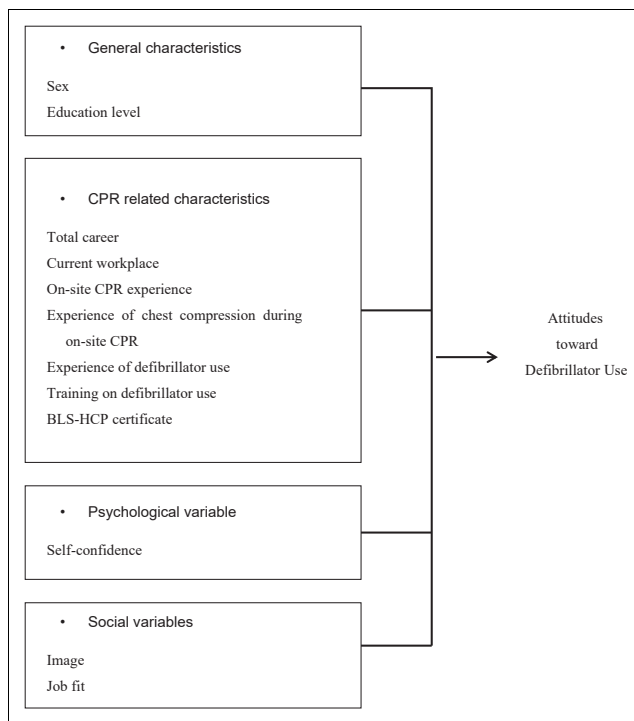 • General characteristics
Sex
Education level
• CPR related characteristics
Total career
Current workplace
On-site CPR experience
Experience of chest compression during
on-site CPR
Experience of defibrillator use
Training on defibrillator use
BLS-HCP certificate
• Psychological variable
Self-confidence
• Social variables
Image
Job fit
Attitudes
toward
Defibrillator Use